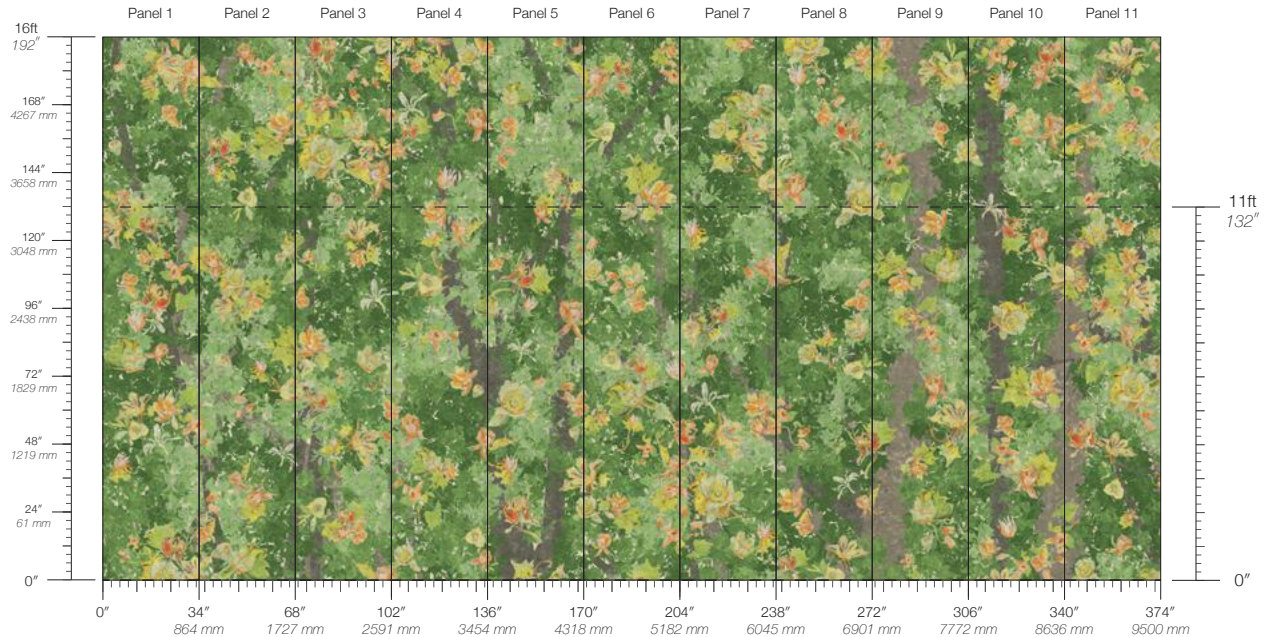 Panel 1 Panel 2 Panel 3 Panel 4 Panel 5 Panel 6 Panel 7 Panel 8 Panel 9 Panel 10 Panel 11
16ft
192"
168"
4267 mm
144"
3658 mm
120"
3048 mm
96"
2438 mm
72"
1829 mm
48"
1219 mm
24"
61 mm
0"
11ft
132"
0"
0" 34" 68" 102" 136" 170" 204" 238" 272" 306" 340" 374"
864 mm 1727 mm 2591 mm 3454 mm 4318 mm 5182 mm 6045 mm 6901 mm 7772 mm 8636 mm 9500 mm